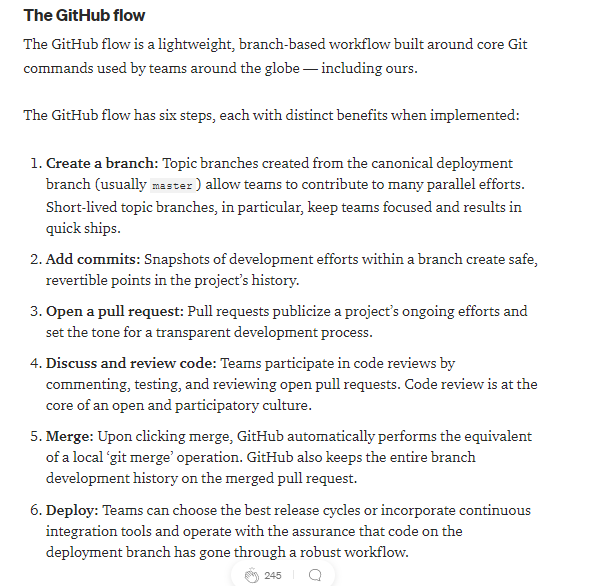 The GitHub flow
The GitHub flow is a lightweight, branch-based workflow built around core Git
commands used by teams around the globe — including ours.
The GitHub flow has six steps, each with distinct benefits when implemented:
1. Create a branch: Topic branches created from the canonical deployment
branch (usually master ) allow teams to contribute to many parallel efforts.
Short-lived topic branches, in particular, keep teams focused and results in
quick ships.
2. Add commits: Snapshots of development efforts within a branch create safe,
revertible points in the project’s history.
3. Open a pull request: Pull requests publicize a project’s ongoing efforts and
set the tone for a transparent development process.
4. Discuss and review code: Teams participate in code reviews by
commenting, testing, and reviewing open pull requests. Code review is at the
core of an open and participatory culture.
5. Merge: Upon clicking merge, GitHub automatically performs the equivalent
of a local ‘git merge’ operation. GitHub also keeps the entire branch
development history on the merged pull request.
6. Deploy: Teams can choose the best release cycles or incorporate continuous
integration tools and operate with the assurance that code on the
deployment branch has gone through a robust workflow.
245